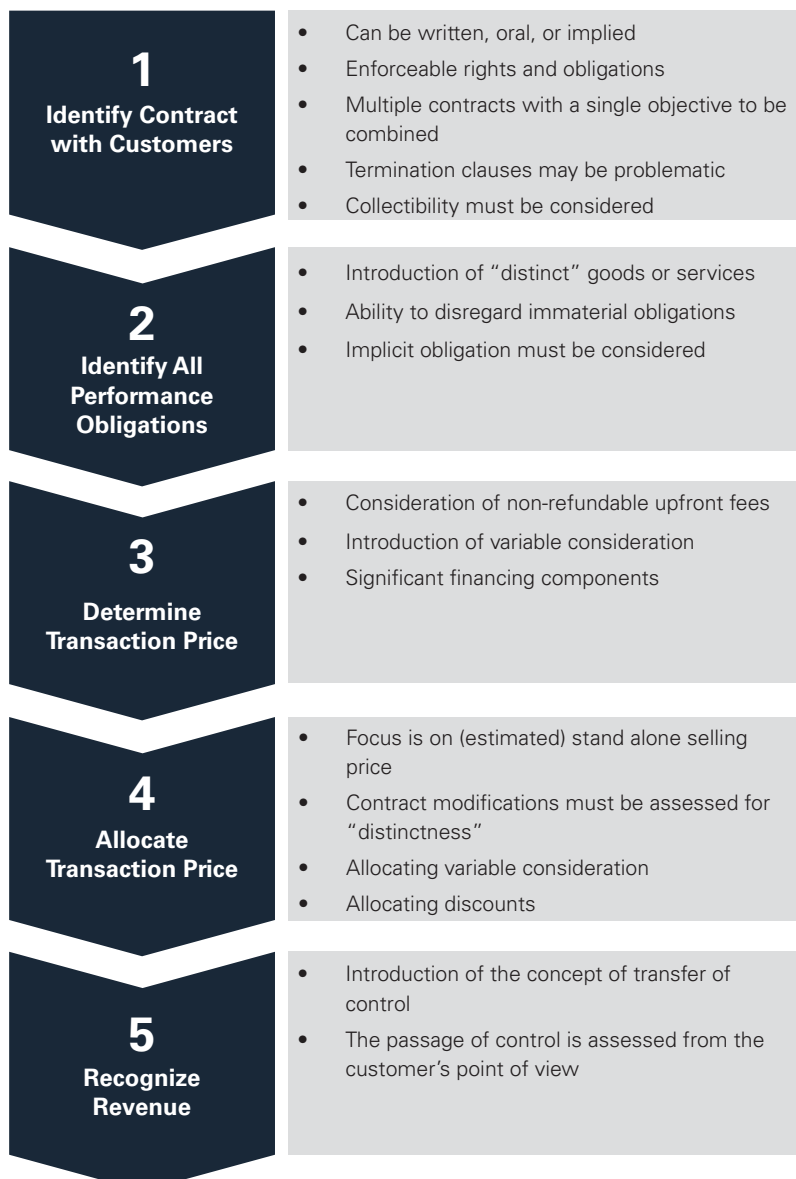 1
Identify Contract
with Customers
• Can be written, oral, or implied
• Enforceable rights and obligations
• Multiple contracts with a single objective to be
combined
• Termination clauses may be problematic
• Collectibility must be considered
2
Identify All
Performance
Obligations
• Introduction of “distinct” goods or services
• Ability to disregard immaterial obligations
• Implicit obligation must be considered
3
Determine
Transaction Price
• Consideration of non-refundable upfront fees
• Introduction of variable consideration
• Significant financing components
4
Allocate
Transaction Price
• Focus is on (estimated) stand alone selling
price
• Contract modifications must be assessed for
“distinctness”
• Allocating variable consideration
• Allocating discounts
5
Recognize
Revenue
• Introduction of the concept of transfer of
control
• The passage of control is assessed from the
customer’s point of view